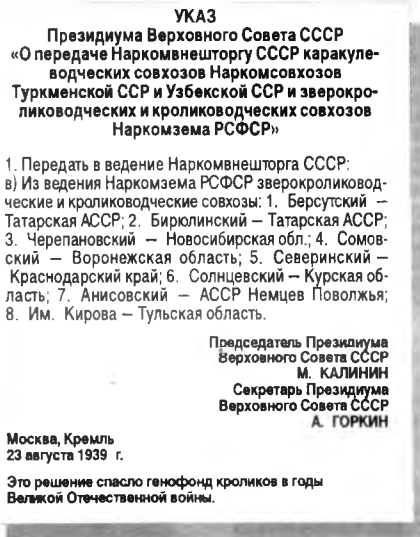 УКАЗ
Президиума Верховного Совета СССР
«О передаче Наркомвнешторгу СССР каракуле-
водческих совхозов Наркомсовхозов
Туркменской ССР и Узбекской ССР и зверокро-
лиководческих и кролиководческих совхозов
Наркомзема РСФСР»
1. Передать в ведение Наркомвнешторга СССР:
в) Из ведения Наркомзема РСФСР зверокроликовод-
ческие и кролиководческие совхозы: 1. Берсутский –
Татарская АССР; 2. Бирюлинский – Татарская АССР;
3. Черепановский – Новосибирская обл.; 4. Сомов-
ский – Воронежская область; 5. Северинский –
Краснодарский край; 6. Солнцевский – Курская об-
ласть; 7. Анисовский – АССР Немцев Поволжья;
8. Им. Кирова – Тульская область.
Председатель Президиума
Верховного Совета СССР
М. КАЛИНИН
Секретарь Президиума
Верховного Совета СССР
А. ГОРКИН
Москва, Кремль
23 августа 1939 г.
Это решение спасло генофонд кроликов в годы
Великой Отечественной войны.